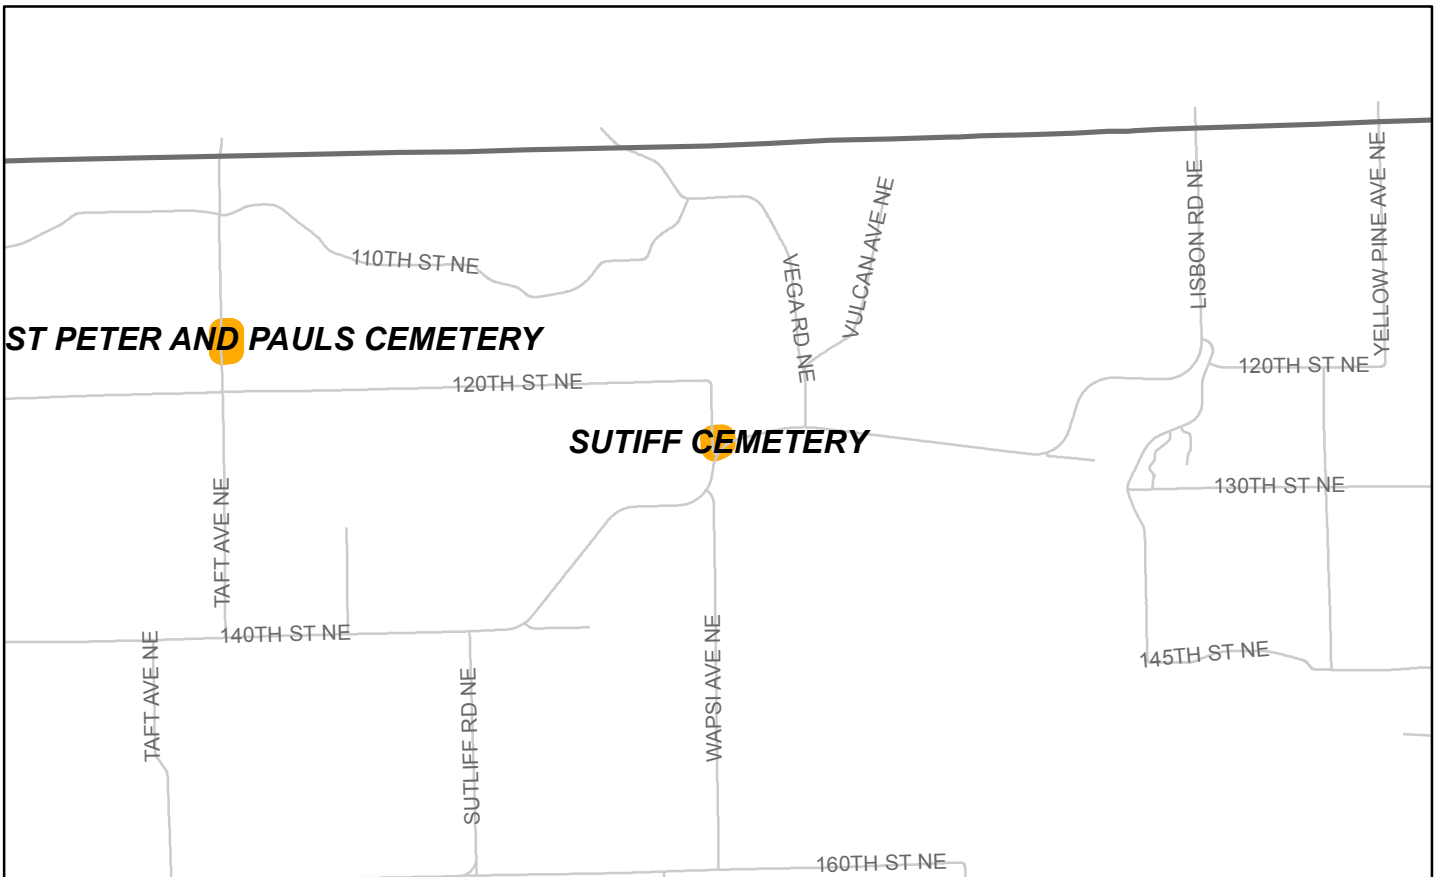 YELLOW PINE AVE NE
LISBON RD NE
VULCAN AVE NE
110TH ST NE
VEGA RD NE
ST PETER AND PAULS CEMETERY
120TH ST NE
120TH ST NE
SUTIFF CEMETERY
130TH ST NE
TAFT AVE NE
140TH ST NE
145TH ST NE
TAFT AVE NE
SUTLIFF RD NE
WAPSI AVE NE
160TH ST NE